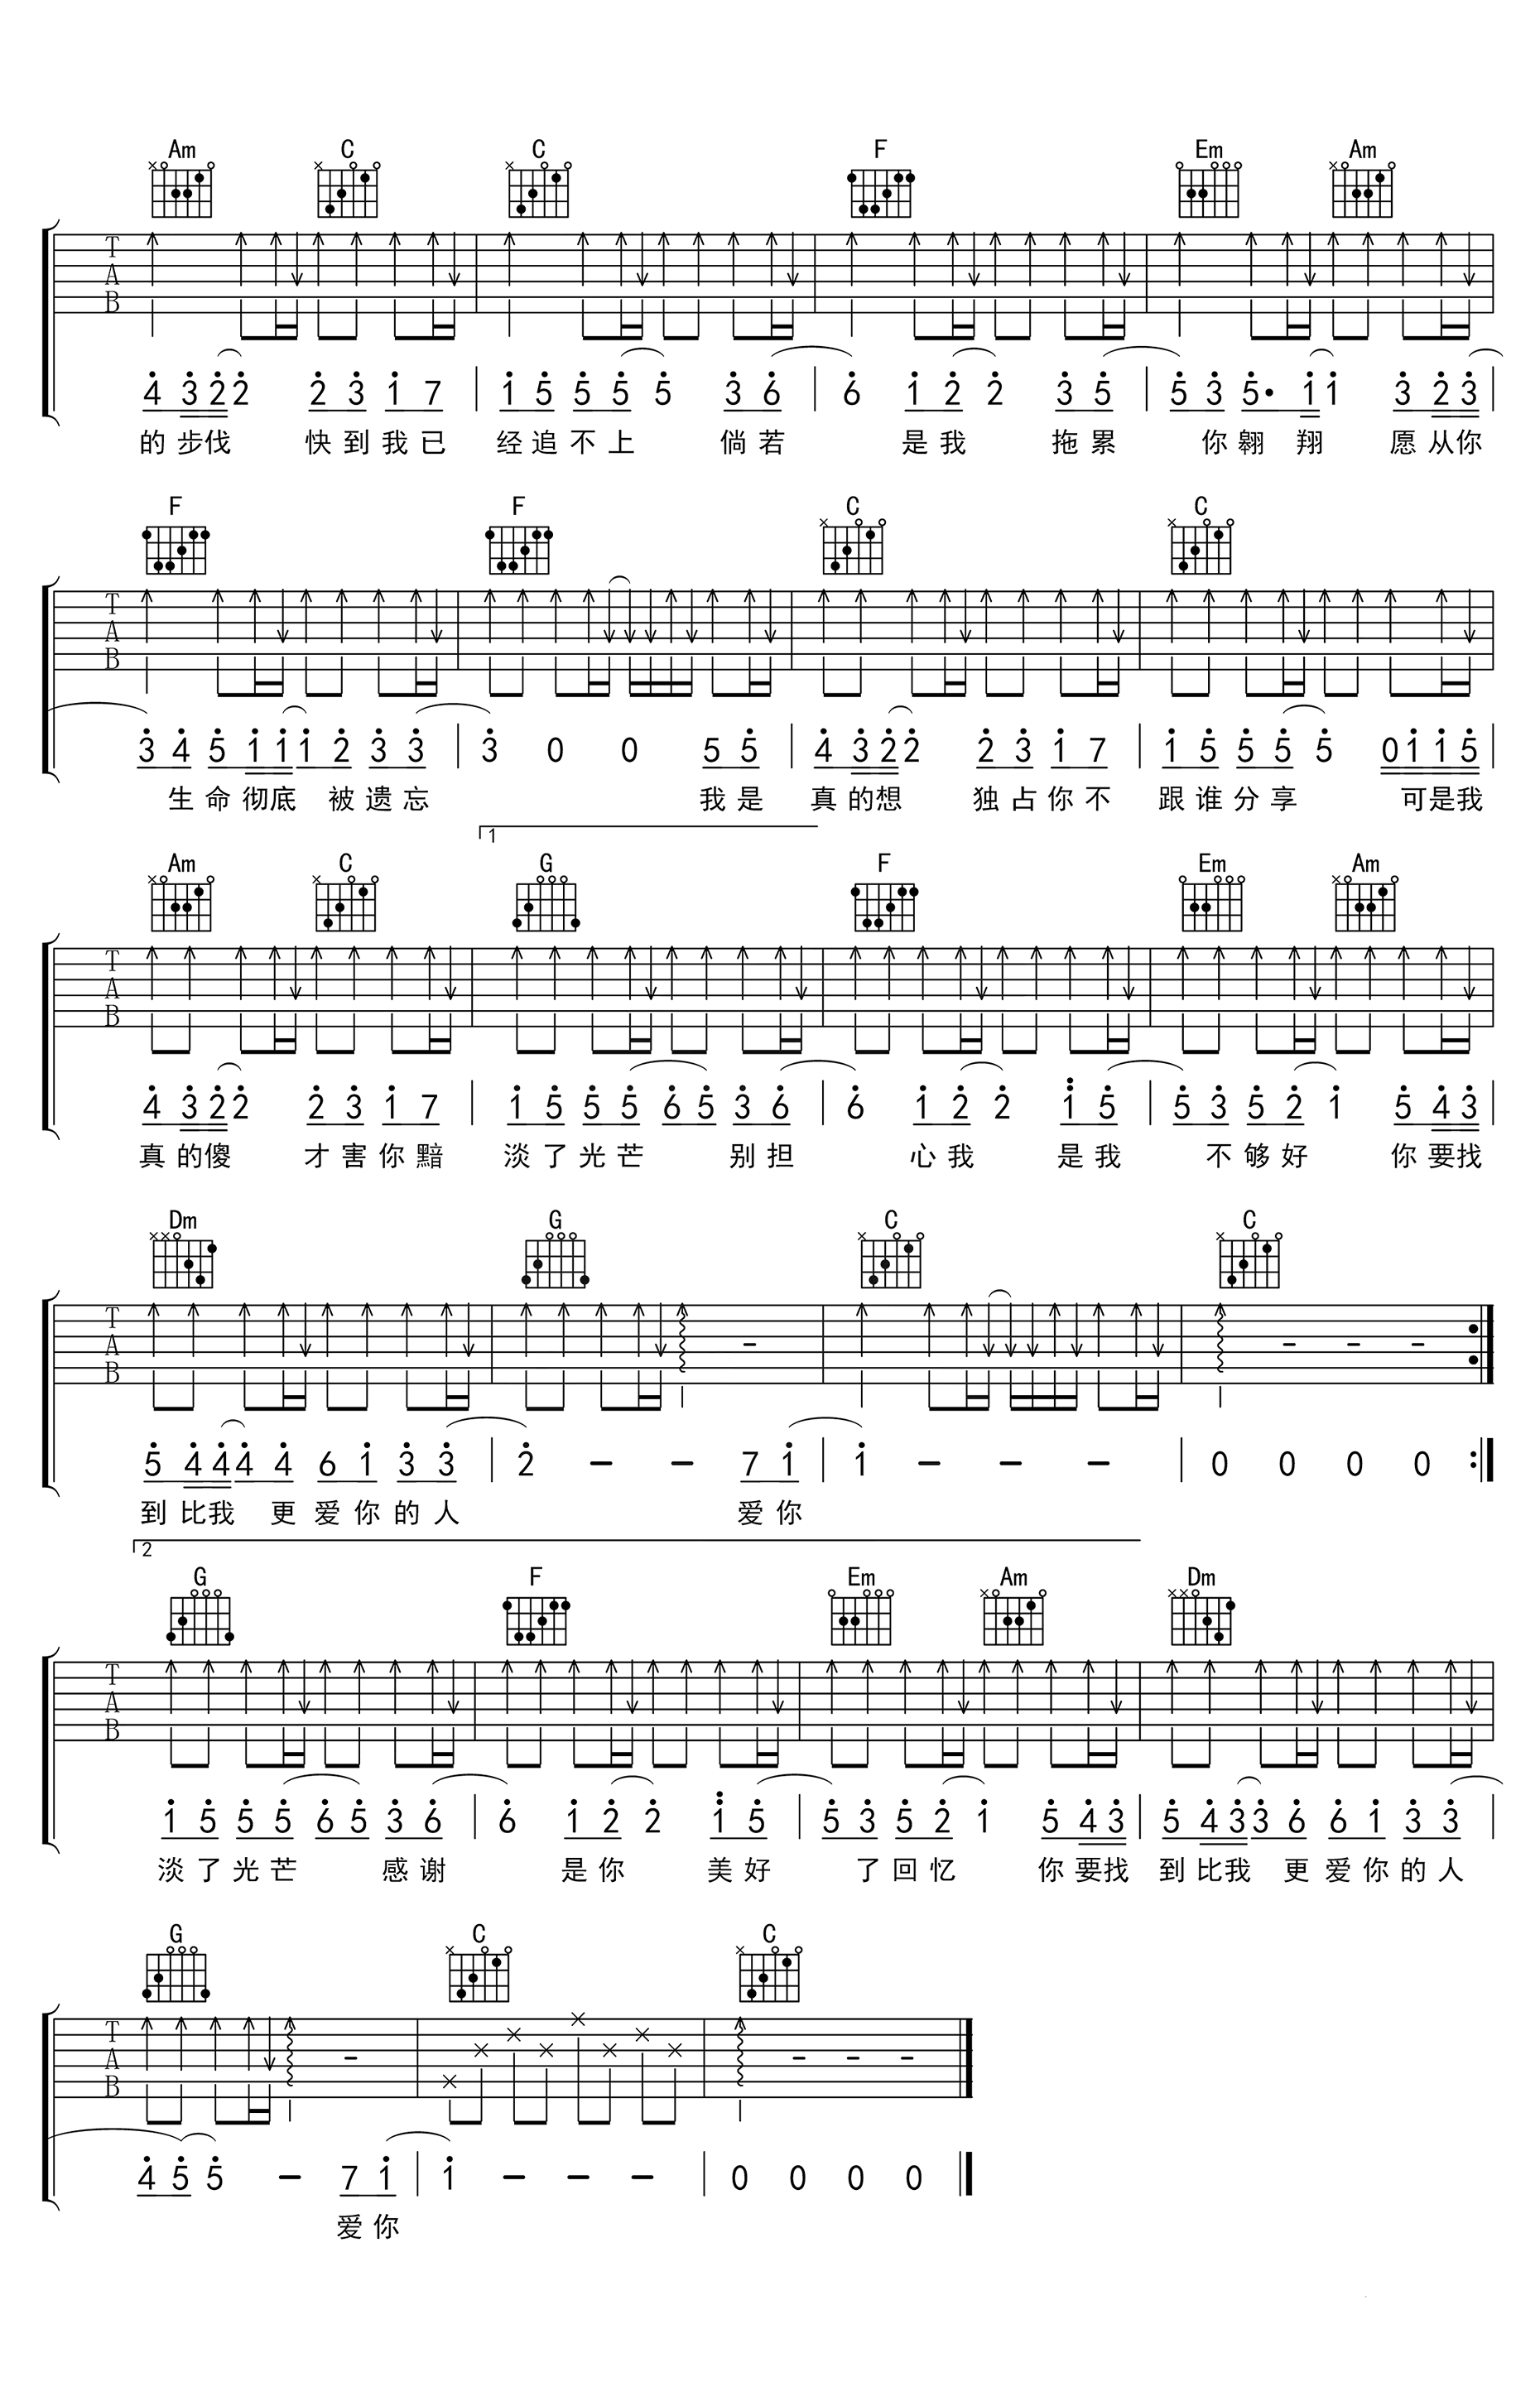 Am C C F Em Am
T A B
4 3 2 2 2 3 1 7 | 1 5 5 5 5 3 6 | 6 1 2 2 3 5 | 5 3 5· 1 1 3 2 3 |
的 步伐 快 到 我 已 经 追 不 上 倘 若 是 我 拖 累 你 翱 翔 愿 从你
F F C C
T A B
3 4 5 1 1 1 2 3 3 | 3 0 0 5 5 | 4 3 2 2 2 3 1 7 | 1 5 5 5 5 0 1 1 5 |
生 命 彻底 被 遗 忘 我 是 真 的想 独 占 你 不 跟 谁 分 享 可是我
1
Am C G F Em Am
T A B
4 3 2 2 2 3 1 7 | 1 5 5 5 6 5 3 6 | 6 1 2 2 1 5 | 5 3 5 2 1 5 4 3 |
真 的傻 才 害 你 黯 淡 了 光 芒 别 担 心 我 是 我 不 够 好 你 要找
Dm G C C
T A B
5 4 4 4 4 6 1 3 3 | 2 – – 7 1 | 1 – – – | 0 0 0 0 :|
到 比我 更 爱 你 的 人 爱 你
2
G F Em Am Dm
T A B
1 5 5 5 6 5 3 6 | 6 1 2 2 1 5 | 5 3 5 2 1 5 4 3 | 5 4 3 3 6 6 1 3 3 |
淡 了 光 芒 感 谢 是 你 美 好 了 回 忆 你 要找 到 比我 更 爱 你 的 人
G C C
T A B
4 5 5 – 7 1 | 1 – – – | 0 0 0 0 |
爱 你